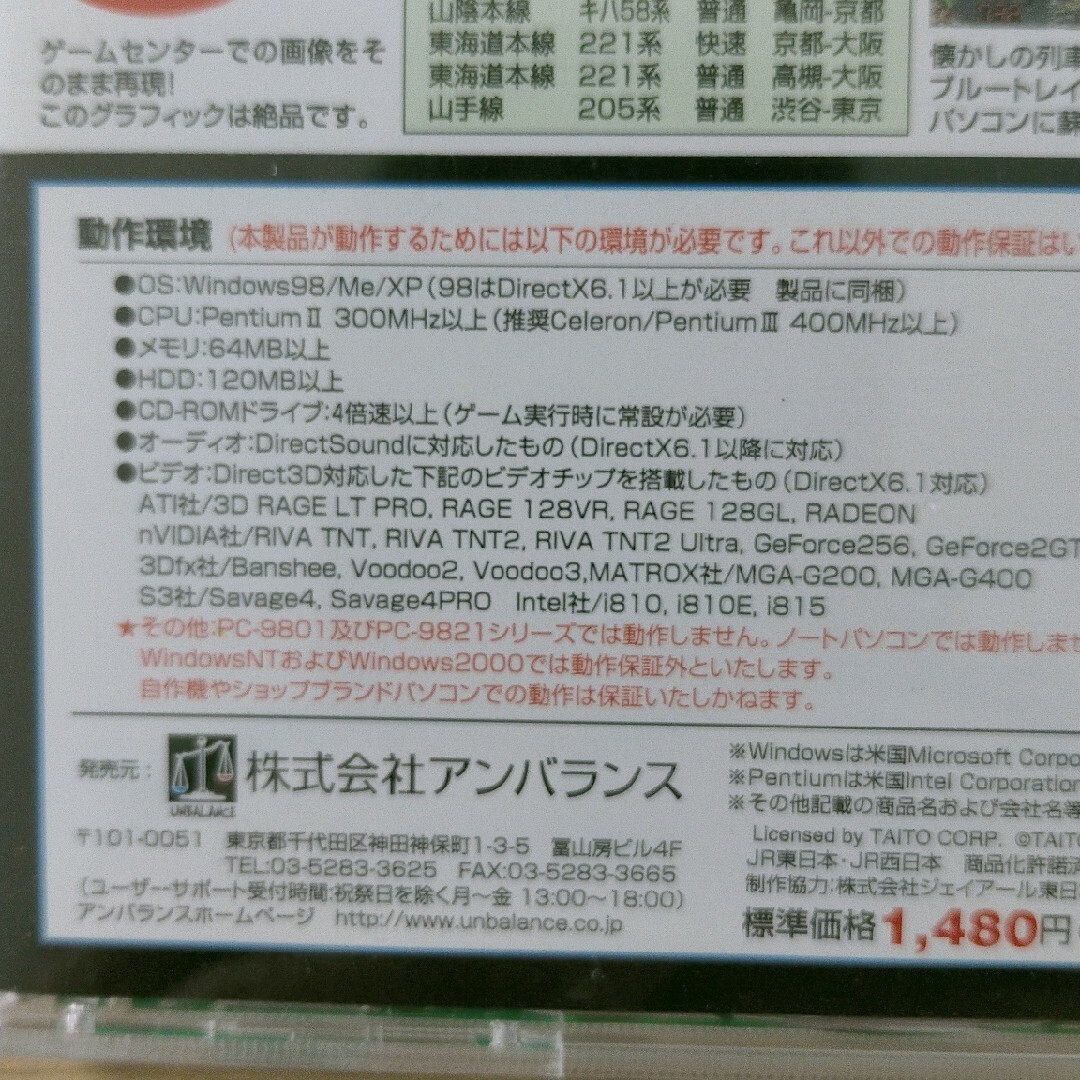 山陰本線 キハ58系 普通 亀岡-京都
東海道本線 221系 快速 京都-大阪
東海道本線 221系 普通 高槻-大阪
山手線 205系 普通 渋谷-東京
ゲームセンターでの画像をそ
のまま再現!
このグラフィックは絶品です。
懐かしの列車
ブルートレイ
パソコンに蘇
動作環境 (本製品が動作するためには以下の環境が必要です。これ以外での動作保証はい
●OS:Windows98/Me/XP(98はDirectX6.1以上が必要 製品に同梱)
●CPU:PentiumⅡ 300MHz以上(推奨Celeron/PentiumⅢ 400MHz以上)
●メモリ:64MB以上
●HDD:120MB以上
●CD-ROMドライブ:4倍速以上(ゲーム実行時に常設が必要)
●オーディオ:DirectSoundに対応したもの(DirectX6.1以降に対応)
●ビデオ:Direct3D対応した下記のビデオチップを搭載したもの(DirectX6.1対応)
ATI社/3D RAGE LT PRO, RAGE 128VR, RAGE 128GL, RADEON
nVIDIA社/RIVA TNT, RIVA TNT2, RIVA TNT2 Ultra, GeForce256, GeForce2GT
3Dfx社/Banshee, Voodoo2, Voodoo3,MATROX社/MGA-G200, MGA-G400
S3社/Savage4, Savage4PRO Intel社/i810, i810E, i815
★その他:PC-9801及びPC-9821シリーズでは動作しません。ノートパソコンでは動作しませ
WindowsNTおよびWindows2000では動作保証外といたします。
自作機やショップブランドパソコンでの動作は保証いたしかねます。
発売元: UNBALANCE 株式会社アンバランス
〒101-0051 東京都千代田区神田神保町1-3-5 冨山房ビル4F
TEL:03-5283-3625 FAX:03-5283-3665
(ユーザーサポート受付時間:祝祭日を除く月〜金 13:00〜18:00)
アンバランスホームページ http://www.unbalance.co.jp
※Windowsは米国Microsoft Corpo
※Pentiumは米国Intel Corporation
※その他記載の商品名および会社名等
Licensed by TAITO CORP. ©TAITO
JR東日本・JR西日本 商品化許諾済
制作協力:株式会社ジェイアール東日
標準価格1,480円